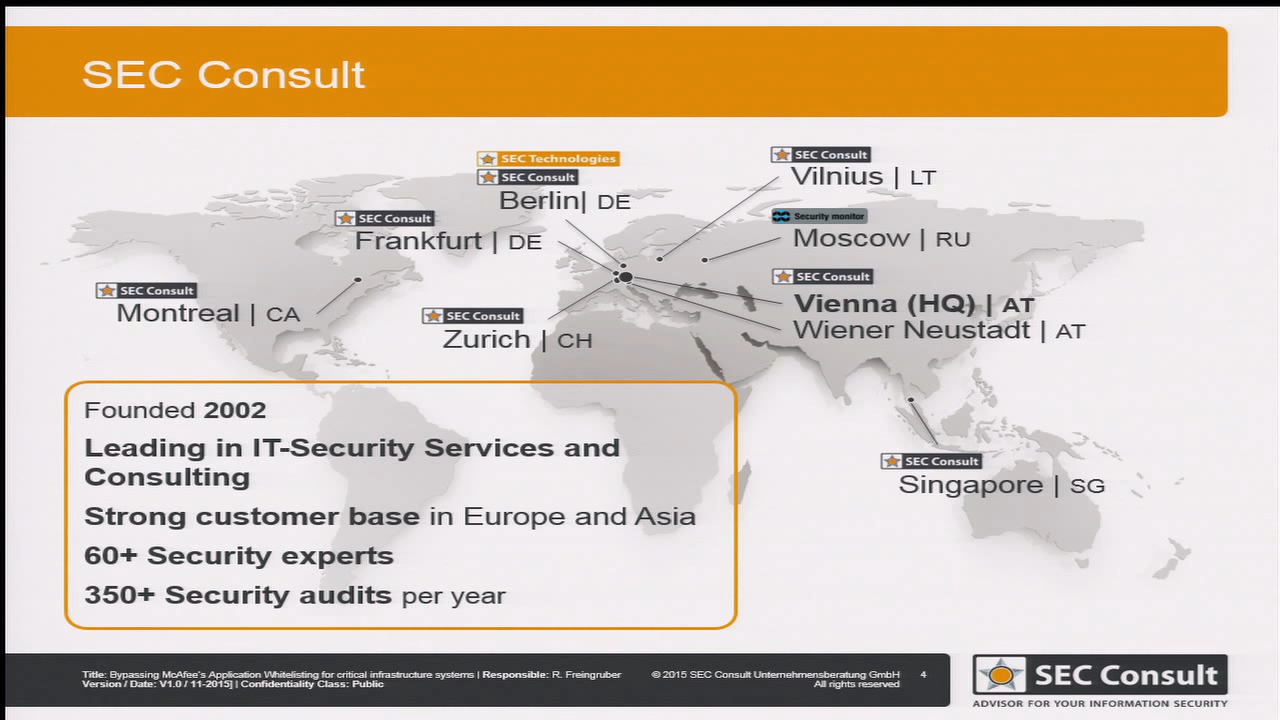 SEC Consult
SEC Technologies
SEC Consult
Berlin| DE
SEC Consult
Vilnius | LT
SEC Consult
Frankfurt | DE
Security monitor
Moscow | RU
SEC Consult
Montreal | CA
SEC Consult
Zurich | CH
SEC Consult
Vienna (HQ) | AT
Wiener Neustadt | AT
SEC Consult
Singapore | SG
Founded 2002
Leading in IT-Security Services and
Consulting
Strong customer base in Europe and Asia
60+ Security experts
350+ Security audits per year
Title: Bypassing McAfee's Application Whitelisting for critical infrastructure systems | Responsible: R. Freingruber
Version / Date: V1.0 / 11-2015] | Confidentiality Class: Public
© 2015 SEC Consult Unternehmensberatung GmbH
All rights reserved
4
SEC Consult
ADVISOR FOR YOUR INFORMATION SECURITY